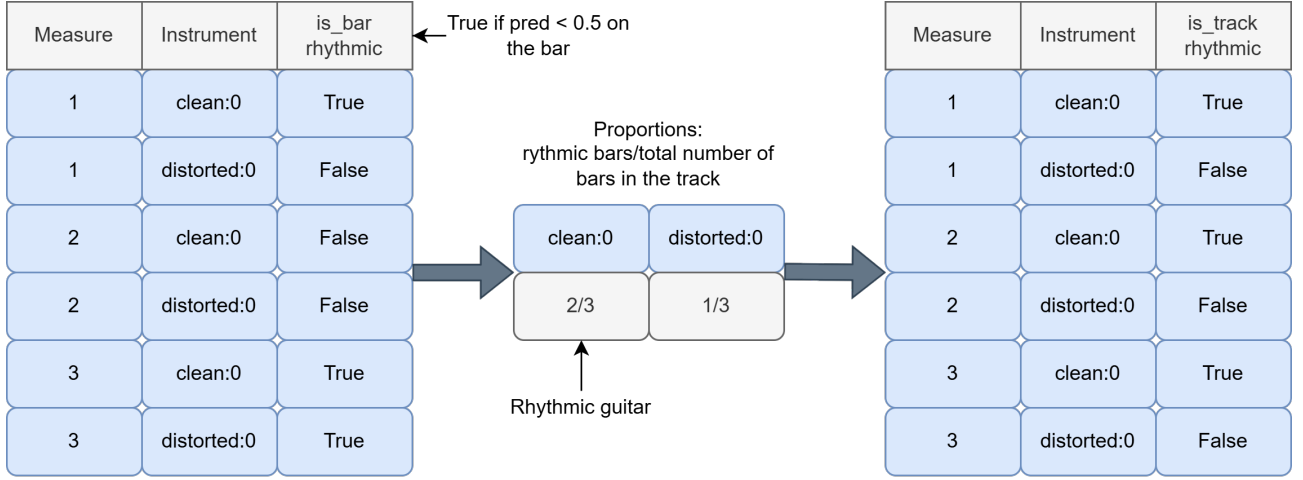 Measure Instrument is_bar
rhythmic
True if pred < 0.5 on
the bar
1 clean:0 True
1 distorted:0 False
2 clean:0 False
2 distorted:0 False
3 clean:0 True
3 distorted:0 True
Proportions:
rythmic bars/total number of
bars in the track
clean:0 distorted:0
2/3 1/3
Rhythmic guitar
Measure Instrument is_track
rhythmic
1 clean:0 True
1 distorted:0 False
2 clean:0 True
2 distorted:0 False
3 clean:0 True
3 distorted:0 False